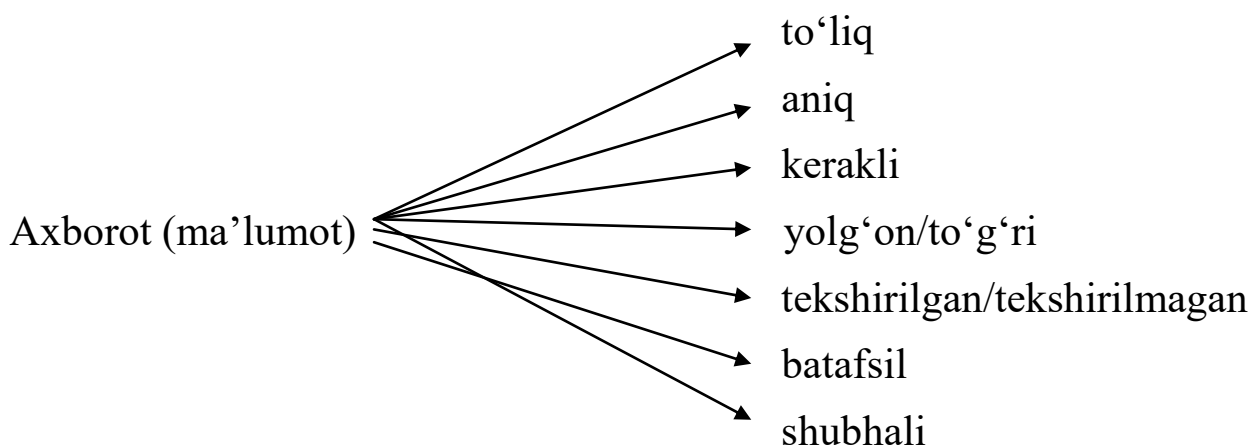 to‘liq
aniq
kerakli
Axborot (ma’lumot)
yolg‘on/to‘g‘ri
tekshirilgan/tekshirilmagan
batafsil
shubhali